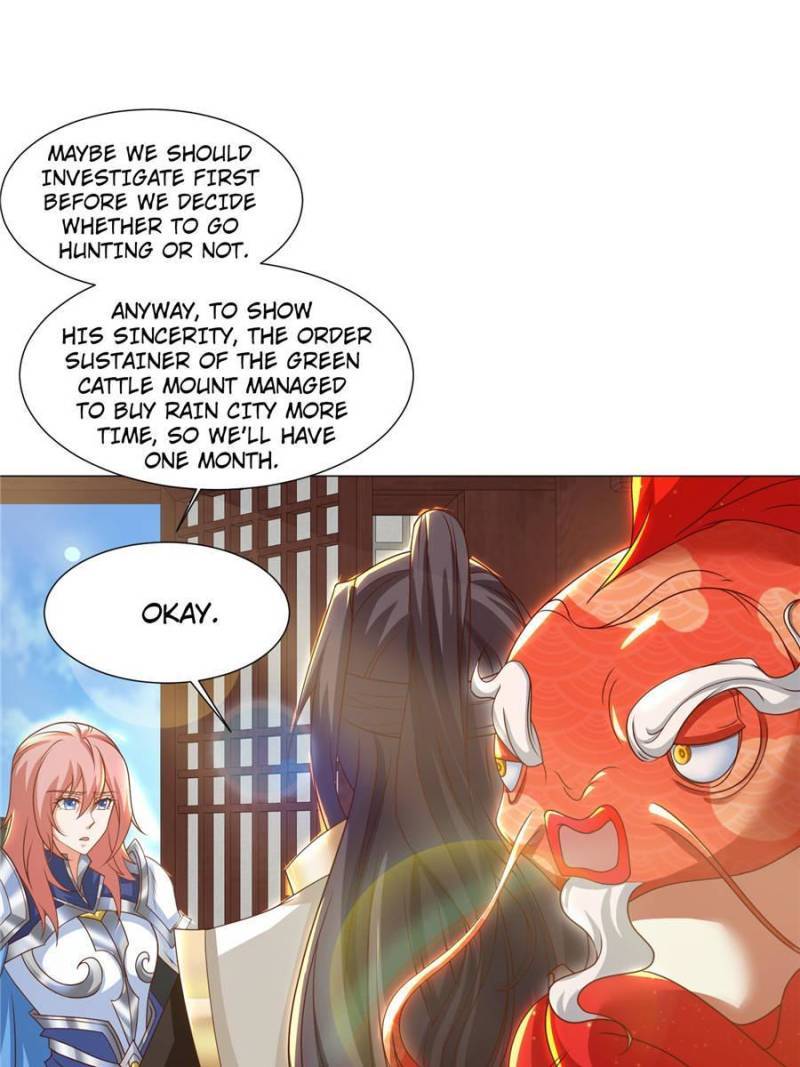 MAYBE WE SHOULD
INVESTIGATE FIRST
BEFORE WE DECIDE
WHETHER TO GO
HUNTING OR NOT.
ANYWAY, TO SHOW
HIS SINCERITY, THE ORDER
SUSTAINER OF THE GREEN
CATTLE MOUNT MANAGED
TO BUY RAIN CITY MORE
TIME, SO WE'LL HAVE
ONE MONTH.
OKAY.